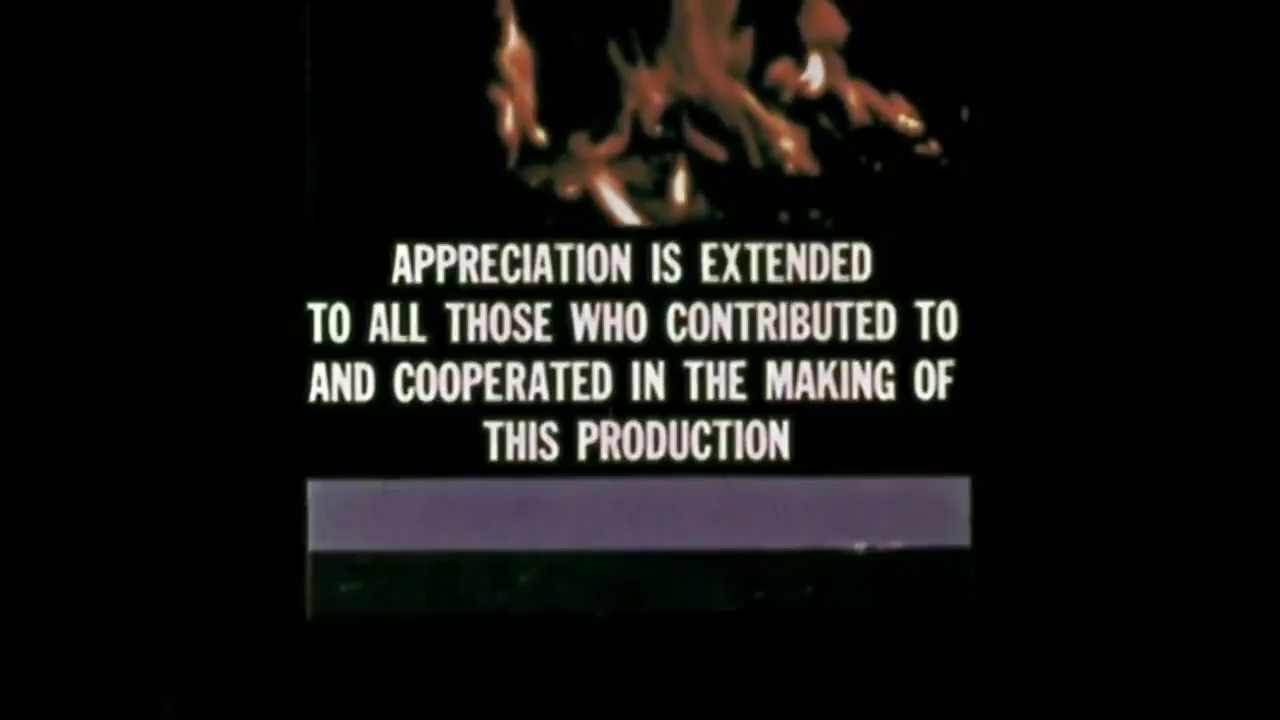 APPRECIATION IS EXTENDED
TO ALL THOSE WHO CONTRIBUTED TO
AND COOPERATED IN THE MAKING OF
THIS PRODUCTION